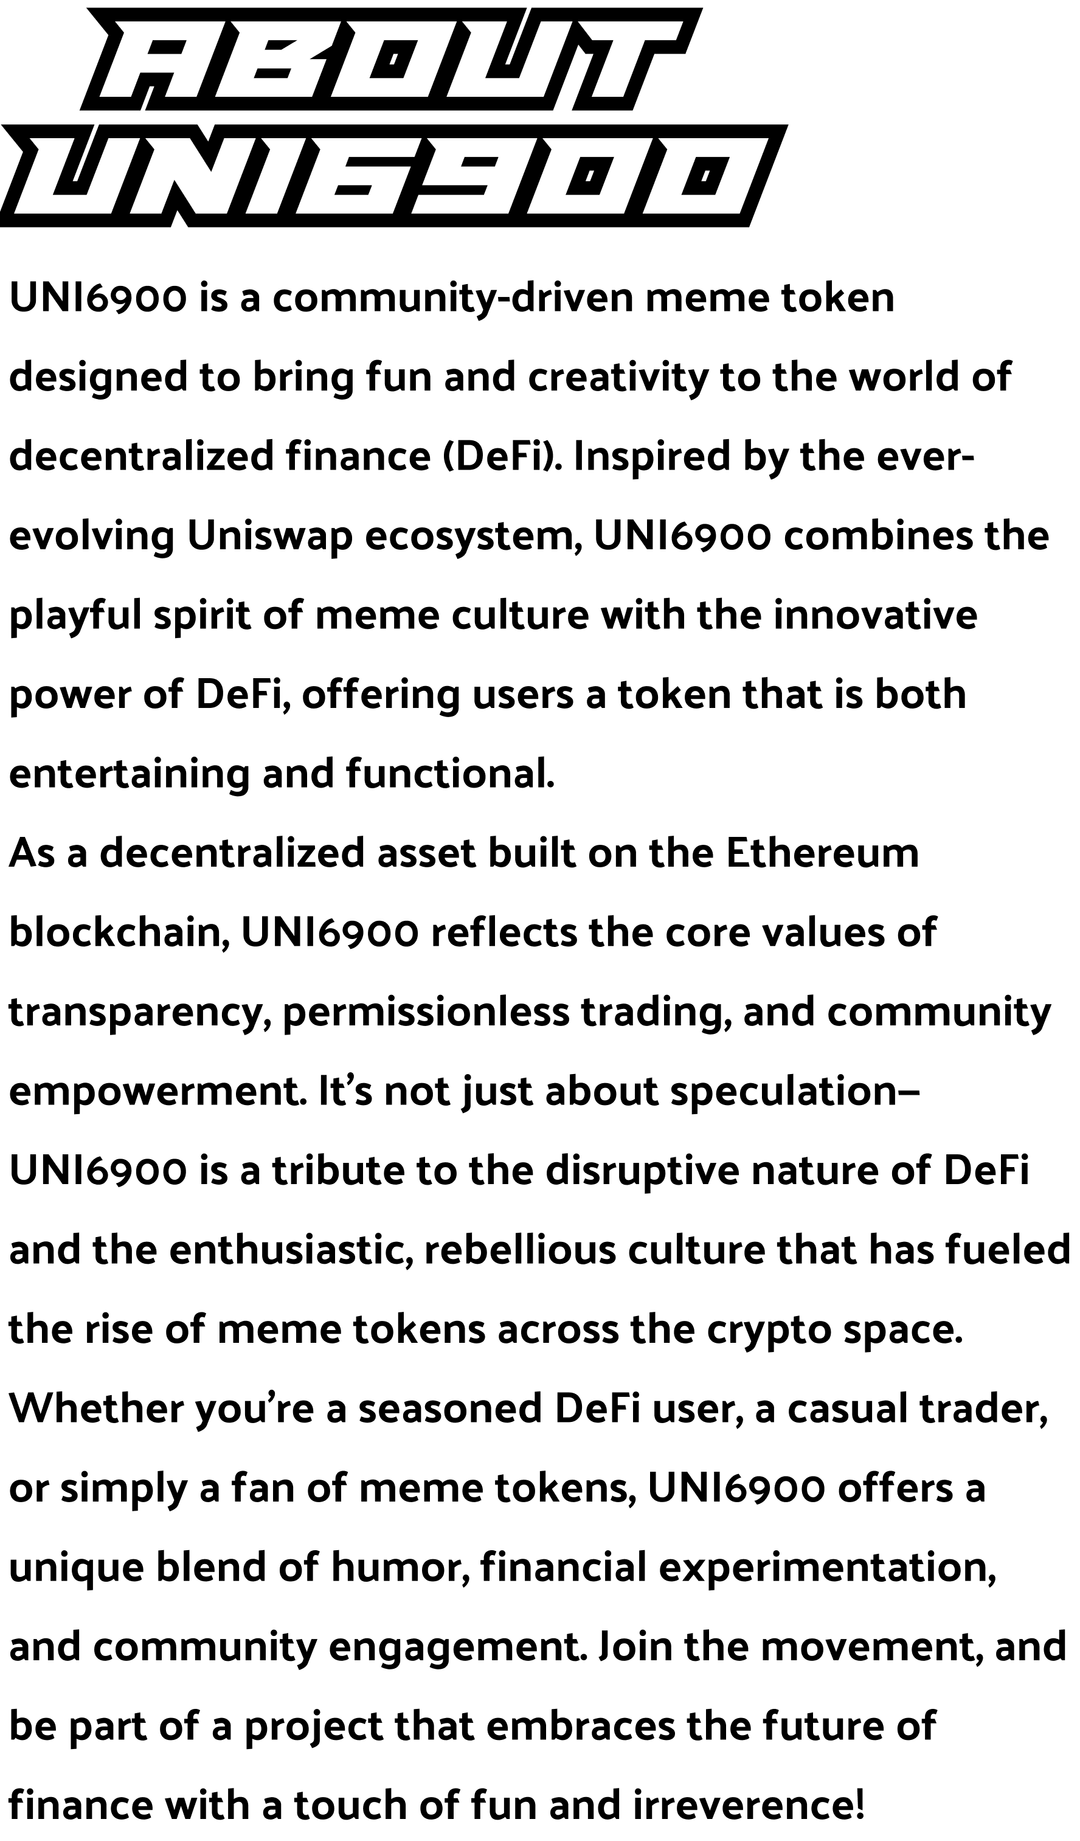 ABOUT
UNI6900
UNI6900 is a community-driven meme token
designed to bring fun and creativity to the world of
decentralized finance (DeFi). Inspired by the ever-
evolving Uniswap ecosystem, UNI6900 combines the
playful spirit of meme culture with the innovative
power of DeFi, offering users a token that is both
entertaining and functional.
As a decentralized asset built on the Ethereum
blockchain, UNI6900 reflects the core values of
transparency, permissionless trading, and community
empowerment. It’s not just about speculation—
UNI6900 is a tribute to the disruptive nature of DeFi
and the enthusiastic, rebellious culture that has fueled
the rise of meme tokens across the crypto space.
Whether you’re a seasoned DeFi user, a casual trader,
or simply a fan of meme tokens, UNI6900 offers a
unique blend of humor, financial experimentation,
and community engagement. Join the movement, and
be part of a project that embraces the future of
finance with a touch of fun and irreverence!